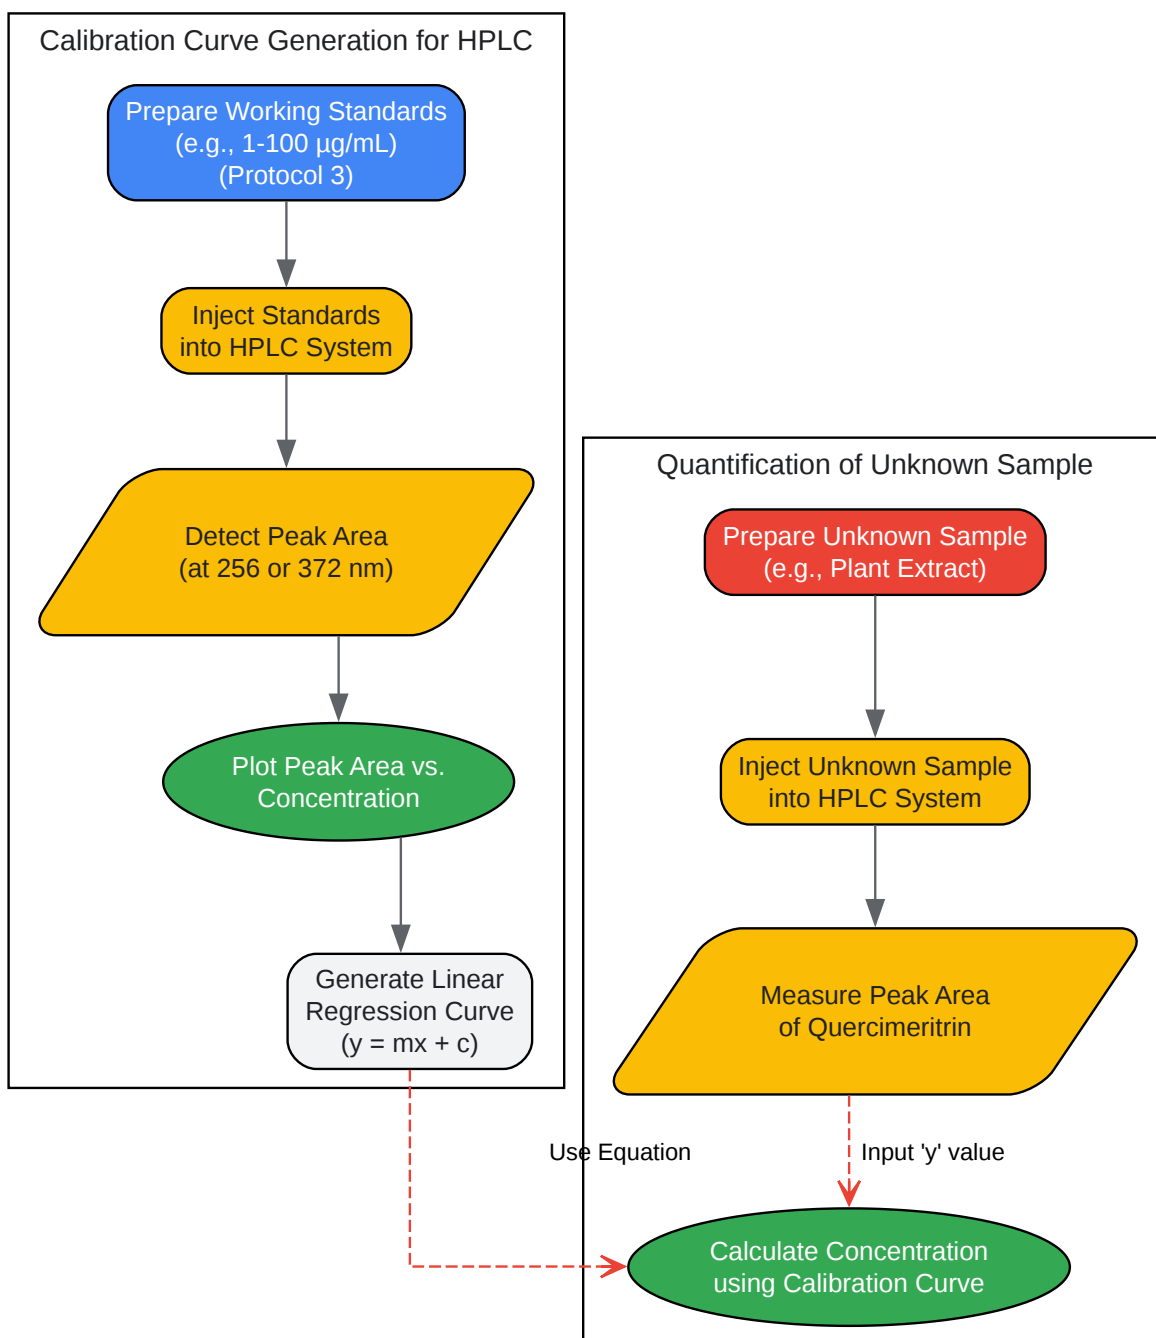 Calibration Curve Generation for HPLC
Prepare Working Standards
(e.g., 1-100 µg/mL)
(Protocol 3)
Inject Standards
into HPLC System
Detect Peak Area
(at 256 or 372 nm)
Plot Peak Area vs.
Concentration
Generate Linear
Regression Curve
(y = mx + c)
Quantification of Unknown Sample
Prepare Unknown Sample
(e.g., Plant Extract)
Inject Unknown Sample
into HPLC System
Measure Peak Area
of Quercimeritrin
Use Equation
Input 'y' value
Calculate Concentration
using Calibration Curve